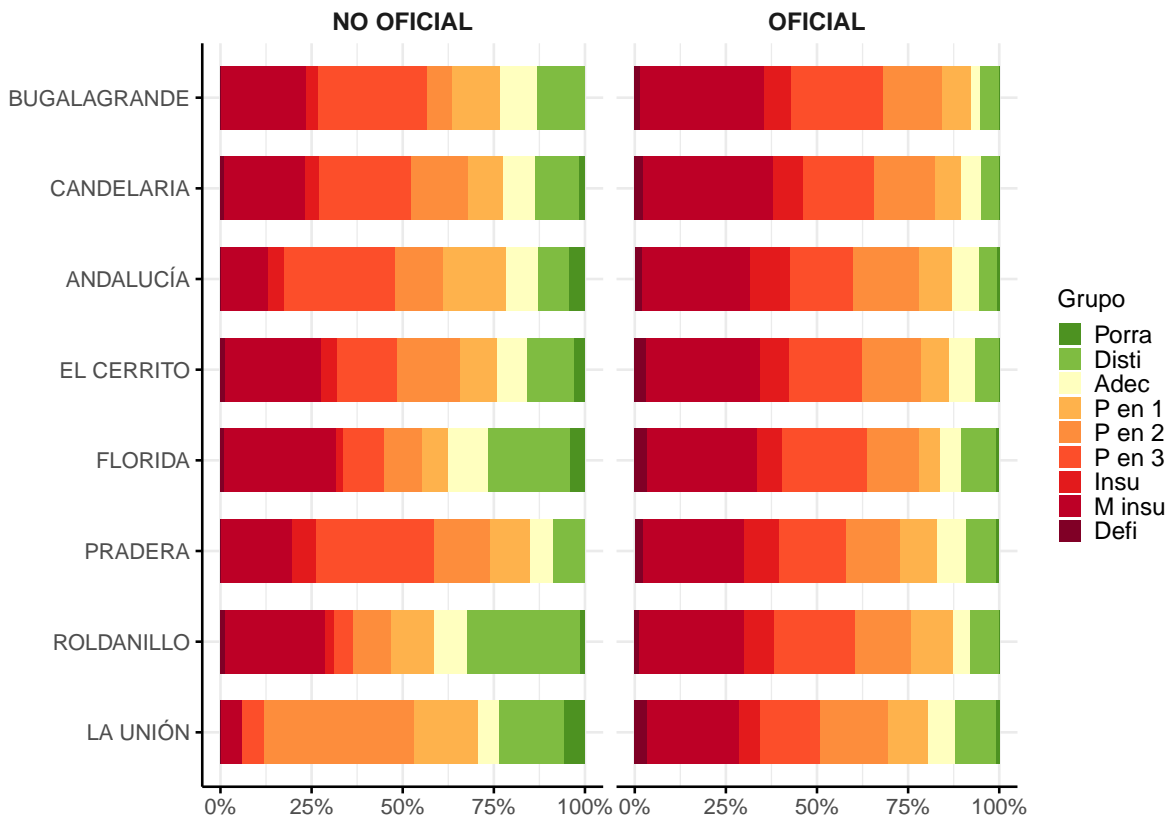 NO OFICIAL
OFICIAL
BUGALAGRANDE
CANDELARIA
ANDALUCÍA
EL CERRITO
FLORIDA
PRADERA
ROLDANILLO
LA UNIÓN
0%
25%
50%
75%
100%
0%
25%
50%
75%
100%
Grupo
Porra
Disti
Adec
P en 1
P en 2
P en 3
Insu
M insu
Defi